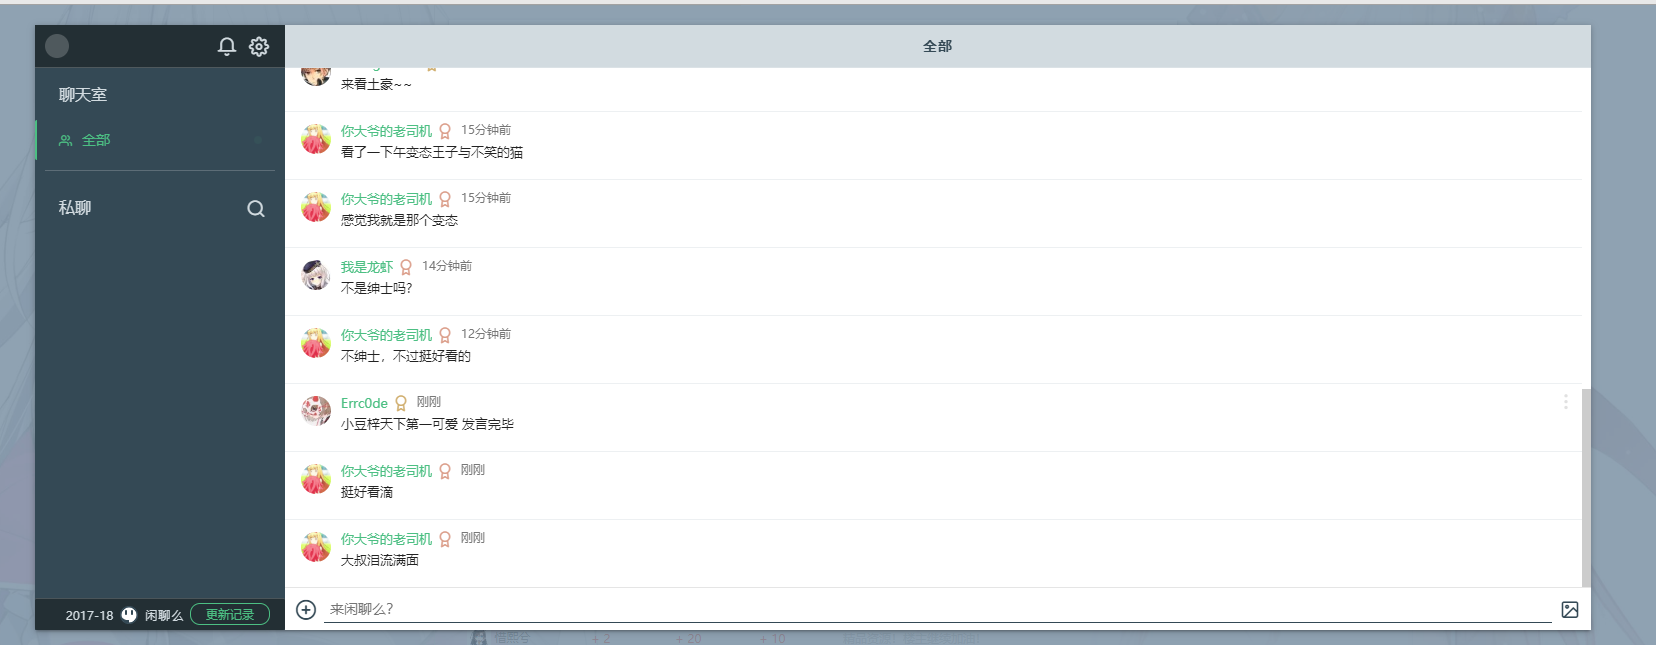 全部
聊天室
全部
私聊
来看土豪~~
你大爷的老司机 15分钟前
看了一下午变态王子与不笑的猫
你大爷的老司机 15分钟前
感觉我就是那个变态
我是龙虾 14分钟前
不是绅士吗?
你大爷的老司机 12分钟前
不绅士，不过挺好看的
Errc0de 刚刚
小豆梓天下第一可爱 发言完毕
你大爷的老司机 刚刚
挺好看滴
你大爷的老司机 刚刚
大叔泪流满面
来闲聊么?
2017-18 闲聊么 更新记录
+ 2 + 20 + 10